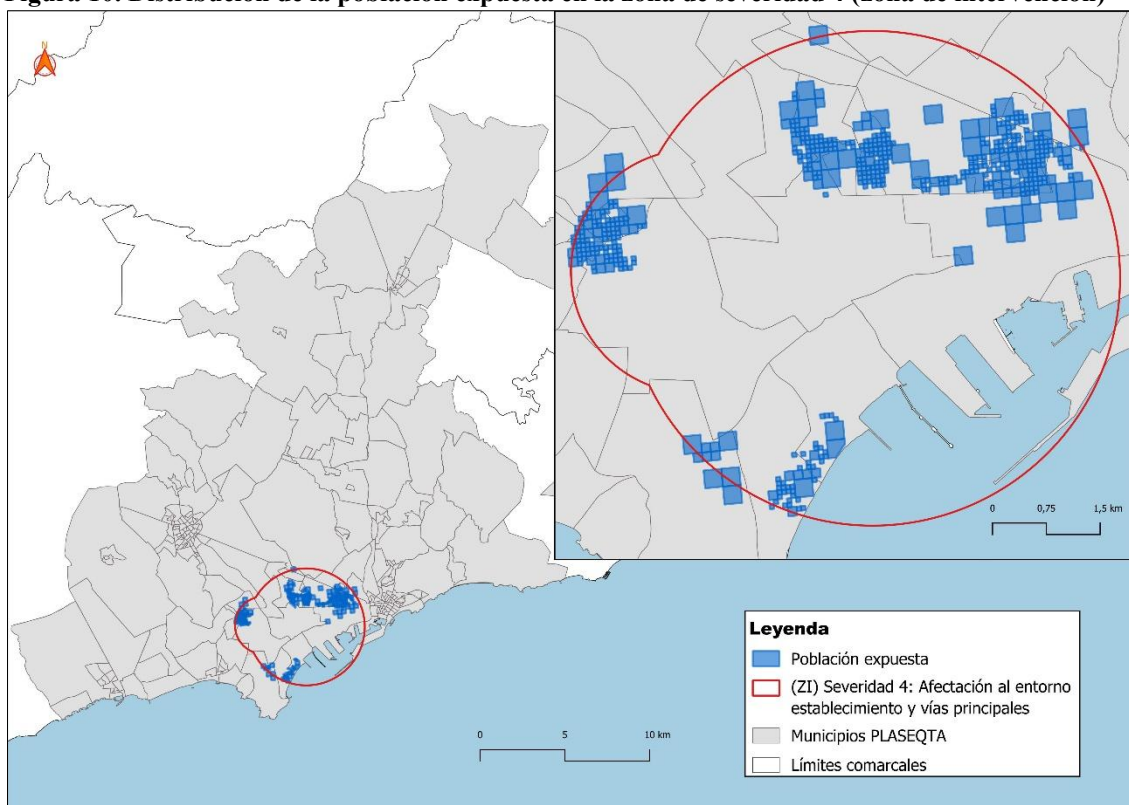 Figura Distribución de la población expuesta en la zona de severidad 4 (zona de intervención)
N
0 0,75 1,5 km
0 5 10 km
Leyenda
Población expuesta
(ZI) Severidad 4: Afectación al entorno
establecimiento y vías principales
Municipios PLASEQTA
Límites comarcales